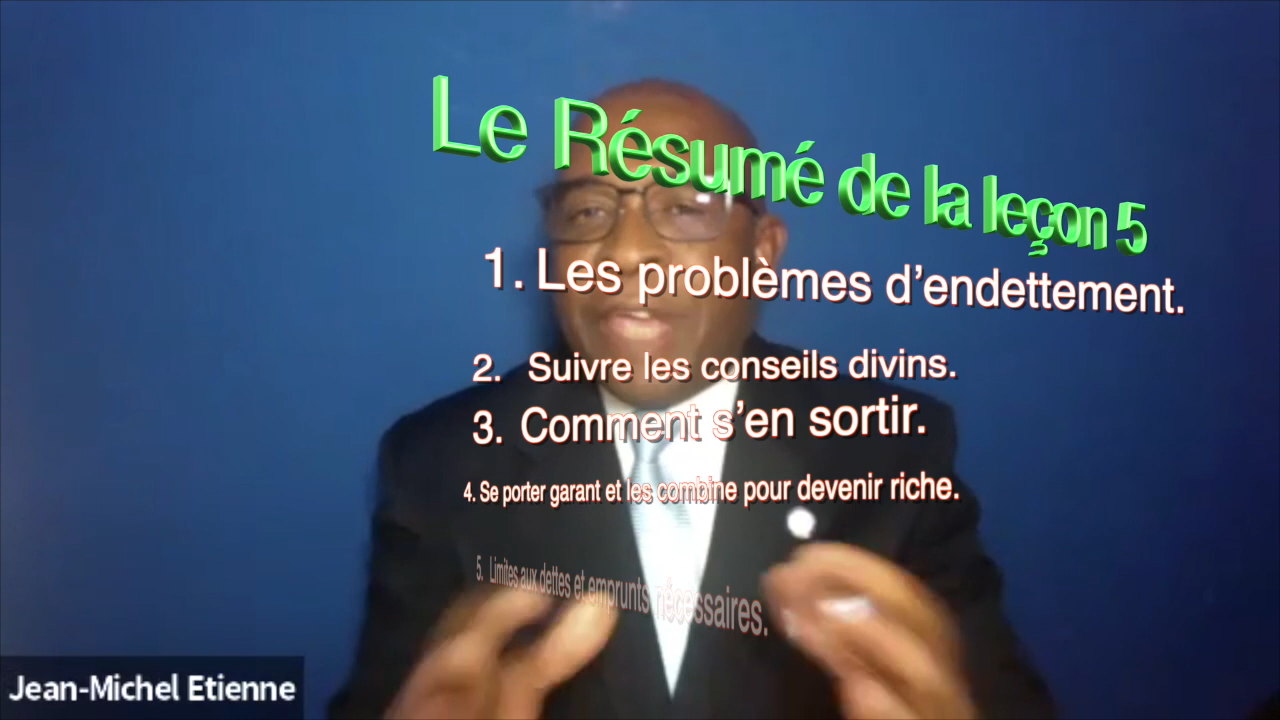 Le Résumé de la leçon 5
1. Les problèmes d’endettement.
2. Suivre les conseils divins.
3. Comment s’en sortir.
4. Se porter garant et les combine pour devenir riche.
5. Limites aux dettes et emprunts nécessaires.
Jean-Michel Etienne